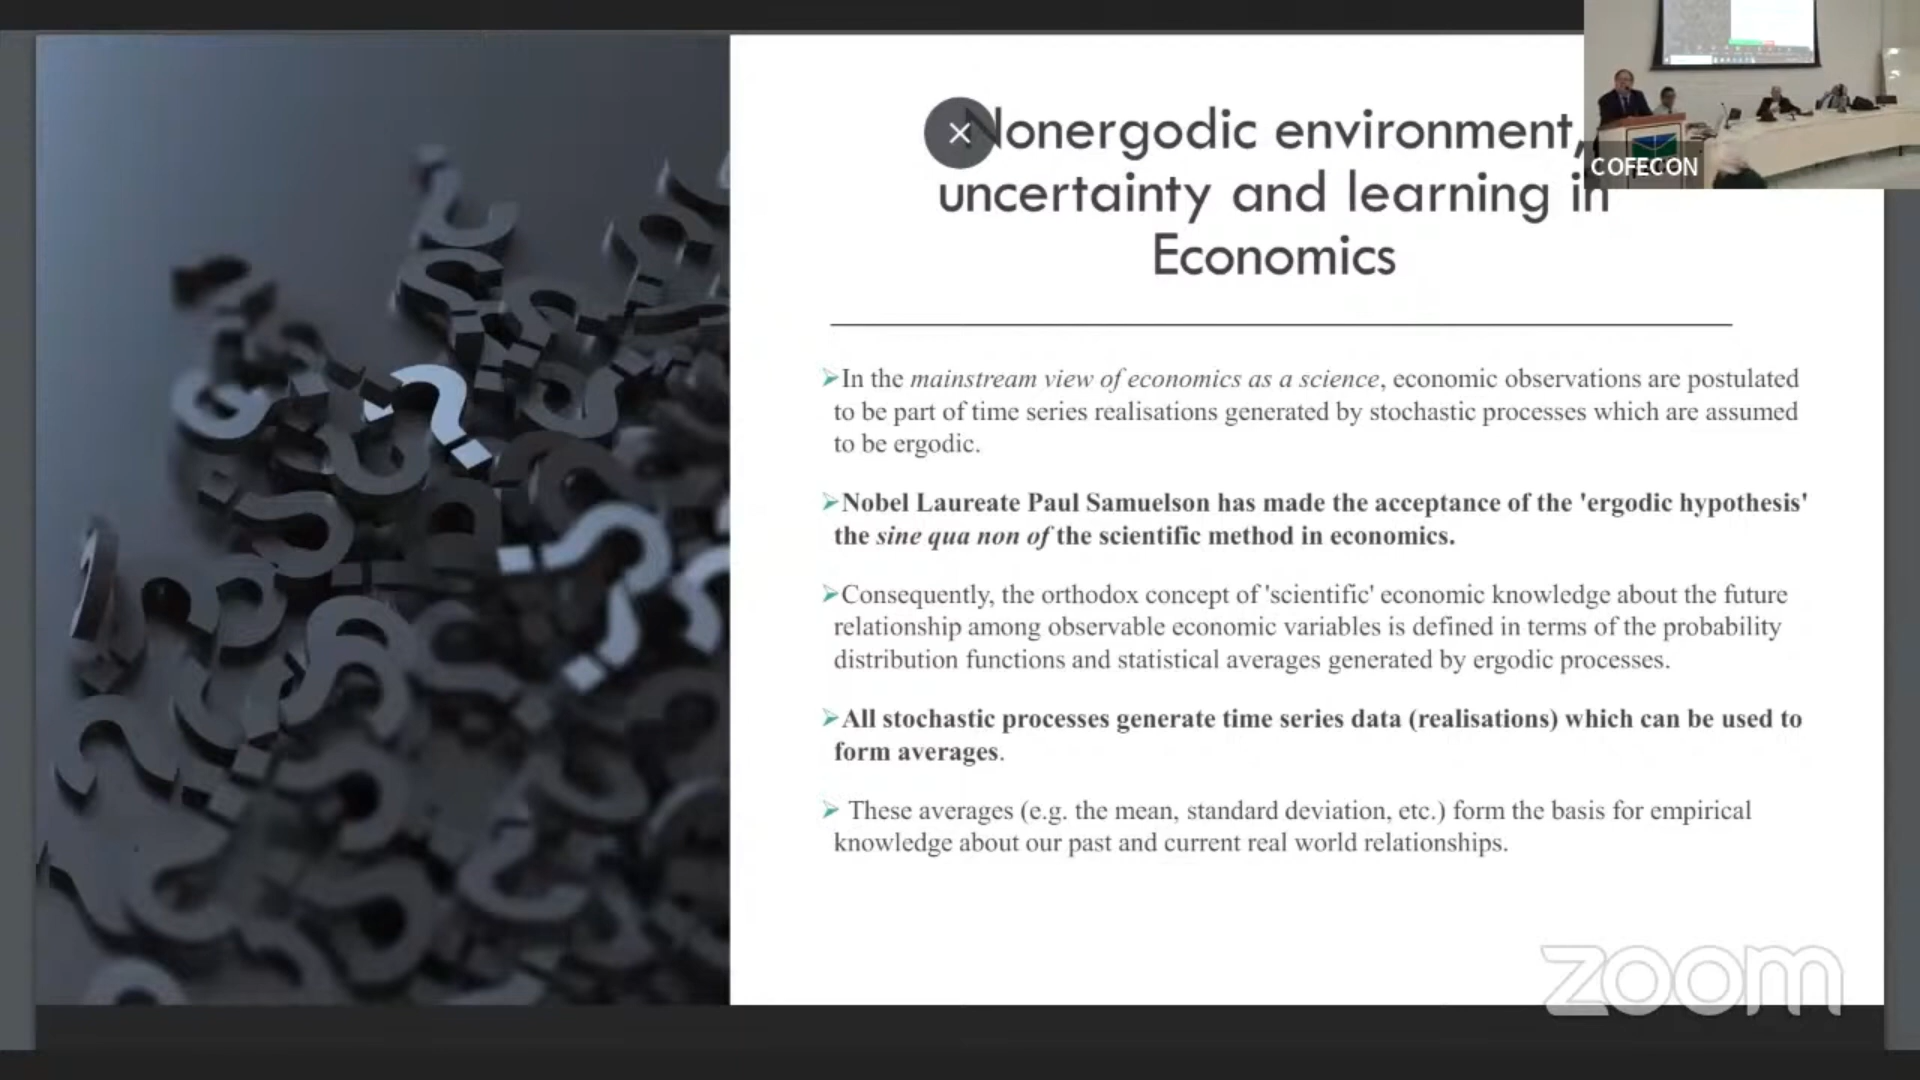 Nonergodic environment,
uncertainty and learning in
Economics
COFECON
In the mainstream view of economics as a science, economic observations are postulated
to be part of time series realisations generated by stochastic processes which are assumed
to be ergodic.
Nobel Laureate Paul Samuelson has made the acceptance of the 'ergodic hypothesis'
the sine qua non of the scientific method in economics.
Consequently, the orthodox concept of 'scientific' economic knowledge about the future
relationship among observable economic variables is defined in terms of the probability
distribution functions and statistical averages generated by ergodic processes.
All stochastic processes generate time series data (realisations) which can be used to
form averages.
These averages (e.g. the mean, standard deviation, etc.) form the basis for empirical
knowledge about our past and current real world relationships.
zoom